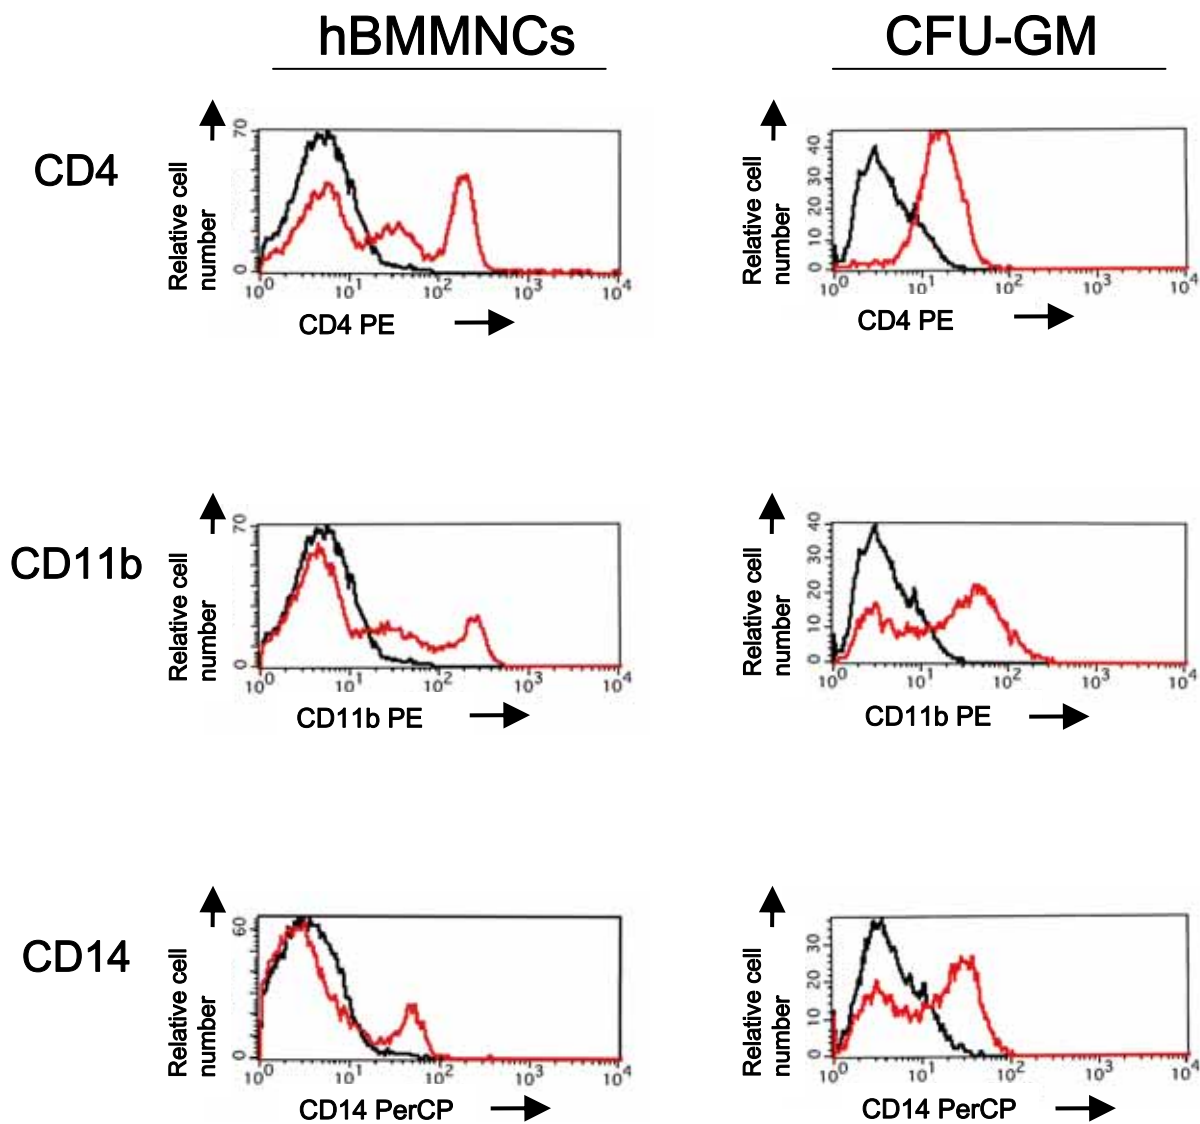 hBMMNCs CFU-GM
CD4
Relative cell number
70
0
10^0 10^1 10^2 10^3 10^4
CD4 PE
Relative cell number
40
30
20
10
0
10^0 10^1 10^2 10^3 10^4
CD4 PE
CD11b
Relative cell number
70
0
10^0 10^1 10^2 10^3 10^4
CD11b PE
Relative cell number
40
30
20
10
0
10^0 10^1 10^2 10^3 10^4
CD11b PE
CD14
Relative cell number
60
0
10^0 10^1 10^2 10^3 10^4
CD14 PerCP
Relative cell number
30
20
10
0
10^0 10^1 10^2 10^3 10^4
CD14 PerCP